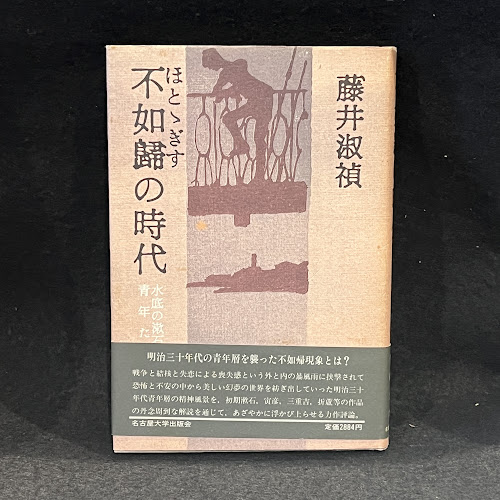 藤井淑禎
ほとゝぎす
不如歸の時代
水底の漱
青年た
明治三十年代の青年層を襲った不如帰現象とは?
戦争と結核と失恋による喪失感という外と内の暴風雨に挟撃されて
恐怖と不安の中から美しい幻夢の世界を紡ぎ出していった明治三十
年代青年層の精神風景を、初期漱石、寅彦、三重吉、折蘆等の作品
の丹念周到な解読を通じて、あざやかに浮かび上らせる力作評論。
名古屋大学出版会
定価2884円